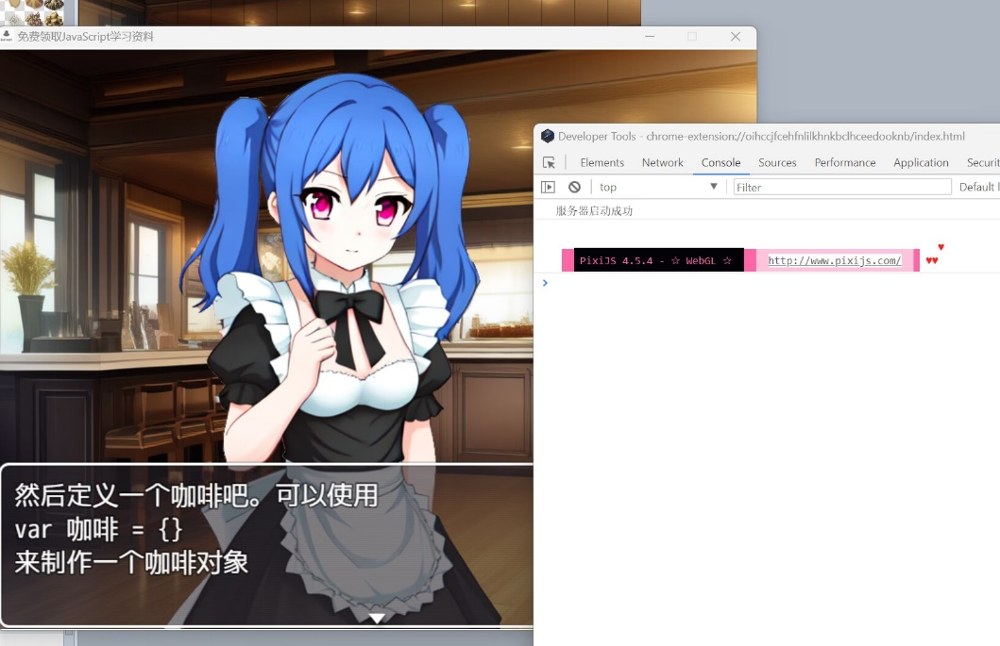 免费领取JavaScript学习资料
然后定义一个咖啡吧。可以使用
var 咖啡 = {}
来制作一个咖啡对象
Developer Tools - chrome-extension://oihccjfcehfnlilkhnkbclhceedooknb/index.html
Elements Network Console Sources Performance Application Securit
top Filter Default l
服务器启动成功
PixiJS 4.5.4 - ☆ WebGL ☆ http://www.pixijs.com/ ♥♥♥